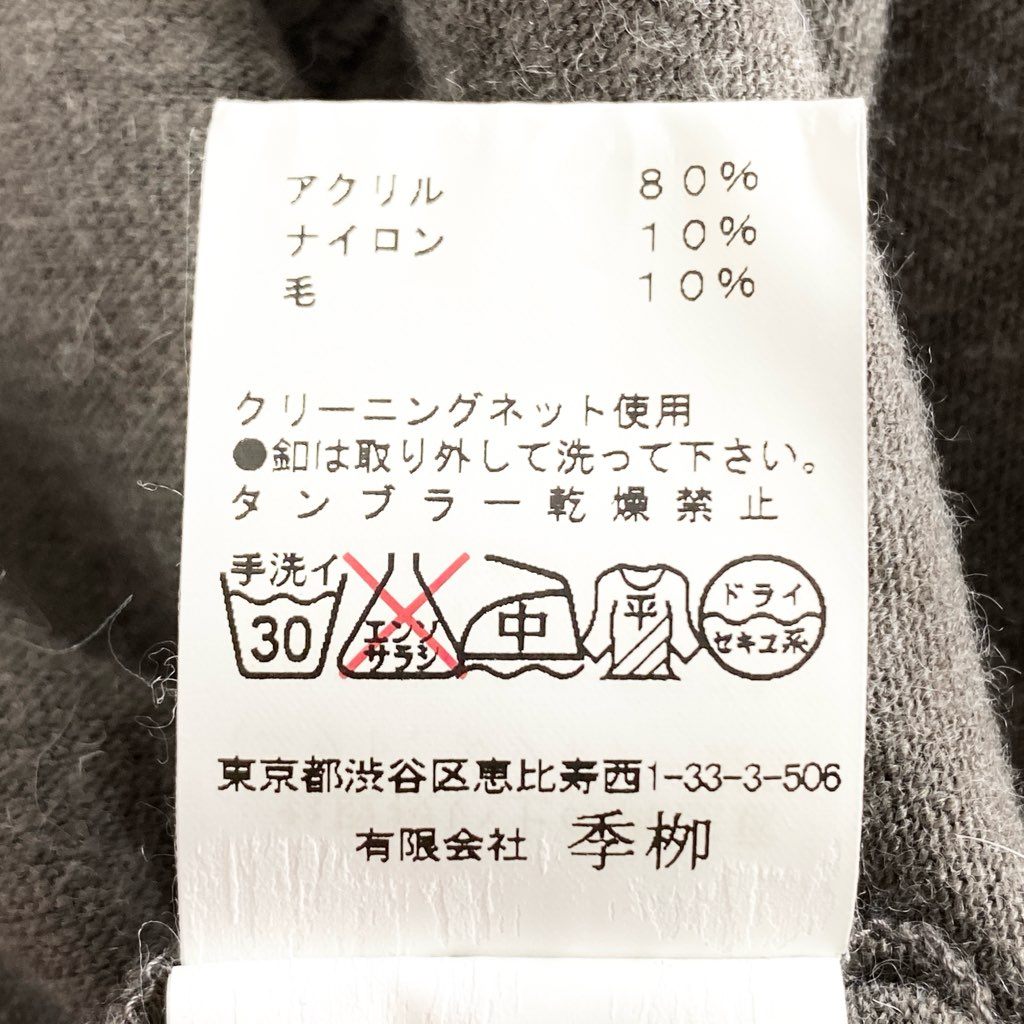 アクリル 80%
ナイロン 10%
毛 10%
クリーニングネット使用
●釦は取り外して洗って下さい。
タンブラー乾燥禁止
手洗イ
30
エンソ
サラシ
中
平
ドライ
セキユ系
東京都渋谷区恵比寿西1-33-3-506
有限会社 季栁